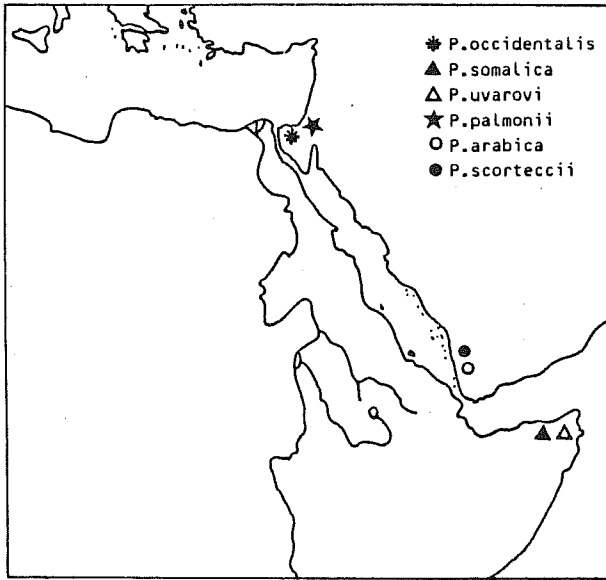 P.occidentalis
P.somalica
P.uvarovi
P.palmonii
P.arabica
P.scorteccii